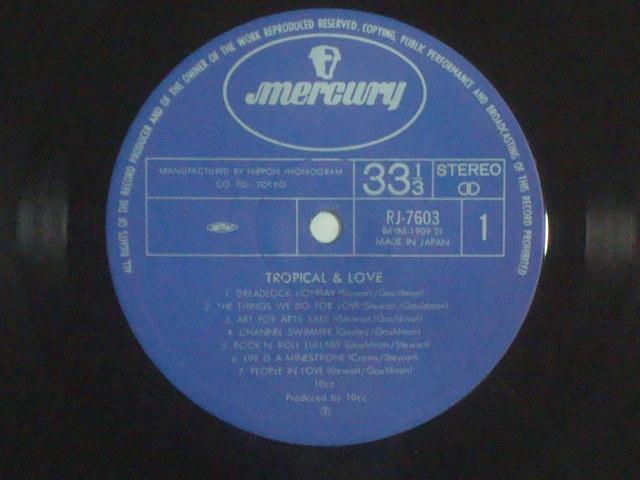 ALL RIGHTS OF THE RECORD PRODUCER AND OF THE OWNER OF THE WORK REPRODUCED RESERVED. COPYING, PUBLIC PERFORMANCE AND BROADCASTING OF THIS RECORD PROHIBITED
mercury
MANUFACTURED BY NIPPON PHONOGRAM
CO. LTD., TOKYO
33 1/3
STEREO
RJ-7603
MADE IN JAPAN
1
TROPICAL & LOVE
1. DREADLOCK HOLIDAY (Stewart/Gouldman)
2. THE THINGS WE DO FOR LOVE (Stewart/Gouldman)
3. ART FOR ARTS SAKE (Stewart/Gouldman)
4. CHANNEL SWIMMER (Godley/Gouldman)
5. ROCK'N ROLL LULLABY (Gouldman/Stewart)
6. LIFE IS A MINESTRONE (Creme/Stewart)
7. PEOPLE IN LOVE (Stewart/Gouldman)
10cc
Produced by 10cc